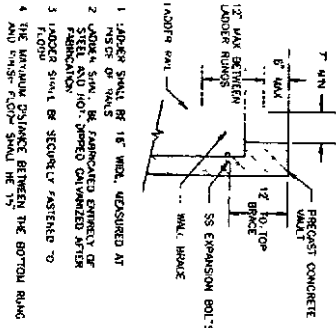 7" MIN
6" MAX
12" MAX BETWEEN
LADDER RUNGS
LADDER RAIL
PRECAST CONCRETE
VAULT
12" TO TOP
BRACE
SS EXPANSION BOLTS
WALL BRACE
1 LADDER SHALL BE 16" WIDE, MEASURED AT
INSIDE OF RAILS
2 LADDER SHALL BE FABRICATED ENTIRELY OF
STEEL AND HOT-DIPPED GALVANIZED AFTER
FABRICATION
3 LADDER SHALL BE SECURELY FASTENED TO
FLOOR
4 THE MAXIMUM DISTANCE BETWEEN THE BOTTOM RUNG
AND FINISH FLOOR SHALL BE